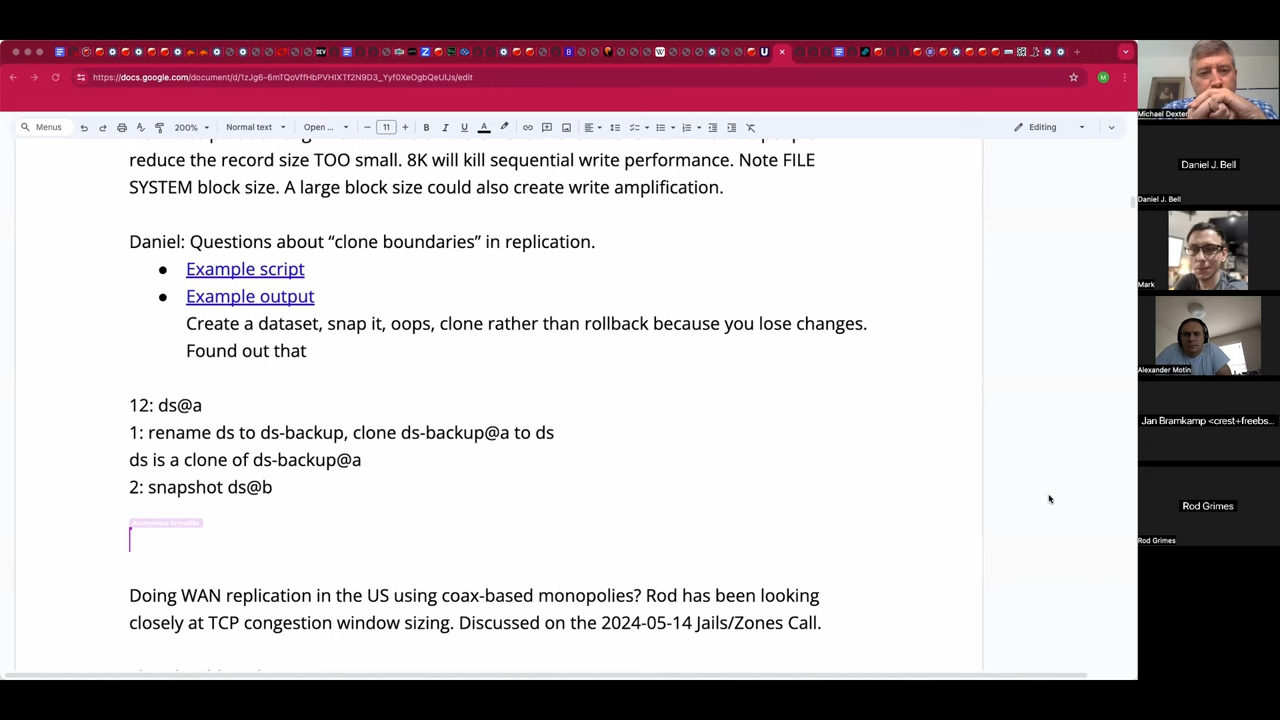 https://docs.google.com/document/d/1zJg6-6mTQoVffHbPVHIXTf2N9D3_Yyf0XeOgbQeUIJs/edit
Menus 200% Normal text Open ... 11 Editing
reduce the record size TOO small. 8K will kill sequential write performance. Note FILE
SYSTEM block size. A large block size could also create write amplification.
Daniel: Questions about “clone boundaries” in replication.
● Example script
● Example output
Create a dataset, snap it, oops, clone rather than rollback because you lose changes.
Found out that
12: ds@a
1: rename ds to ds-backup, clone ds-backup@a to ds
ds is a clone of ds-backup@a
2: snapshot ds@b
Anonymous Armadillo
Doing WAN replication in the US using coax-based monopolies? Rod has been looking
closely at TCP congestion window sizing. Discussed on the 2024-05-14 Jails/Zones Call.
Michael Dexter
Daniel J. Bell
Daniel J. Bell
Mark
Alexander Motin
Jan Bramkamp <crest+freebs...
Rod Grimes
Rod Grimes